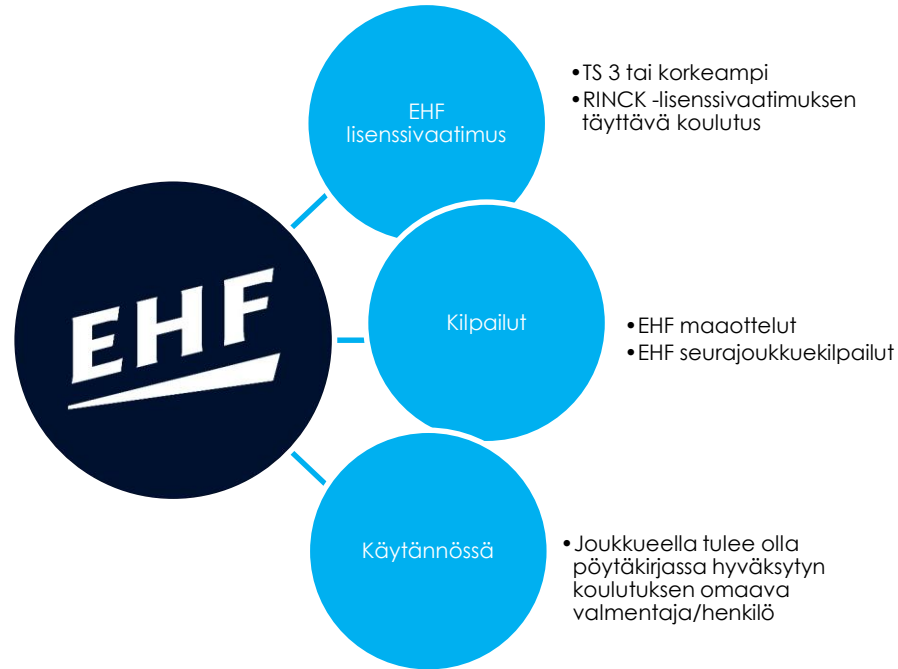 EHF
EHF
lisenssivaatimus
•TS 3 tai korkeampi
•RINCK -lisenssivaatimuksen
täyttävä koulutus
Kilpailut
•EHF maaottelut
•EHF seurajoukkuekilpailut
Käytännössä
•Joukkueella tulee olla
pöytäkirjassa hyväksytyn
koulutuksen omaava
valmentaja/henkilö